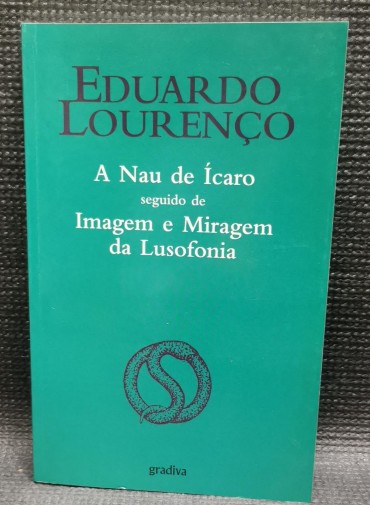 EDUARDO
LOURENÇO
A Nau de Ícaro
seguido de
Imagem e Miragem
da Lusofonia
gradiva